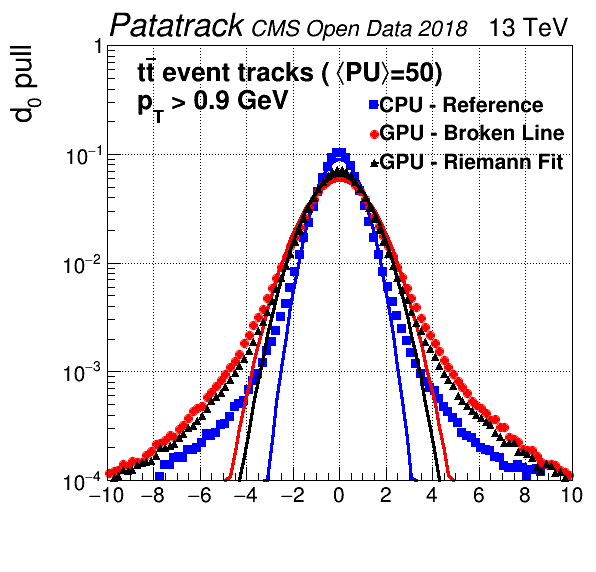 Patatrack CMS Open Data 2018 13 TeV
d0 pull
tt̄ event tracks ( ⟨PU⟩=50)
pT > 0.9 GeV
CPU - Reference
GPU - Broken Line
GPU - Riemann Fit
1
10−1
10−2
10−3
10−4
−10 −8 −6 −4 −2 0 2 4 6 8 10